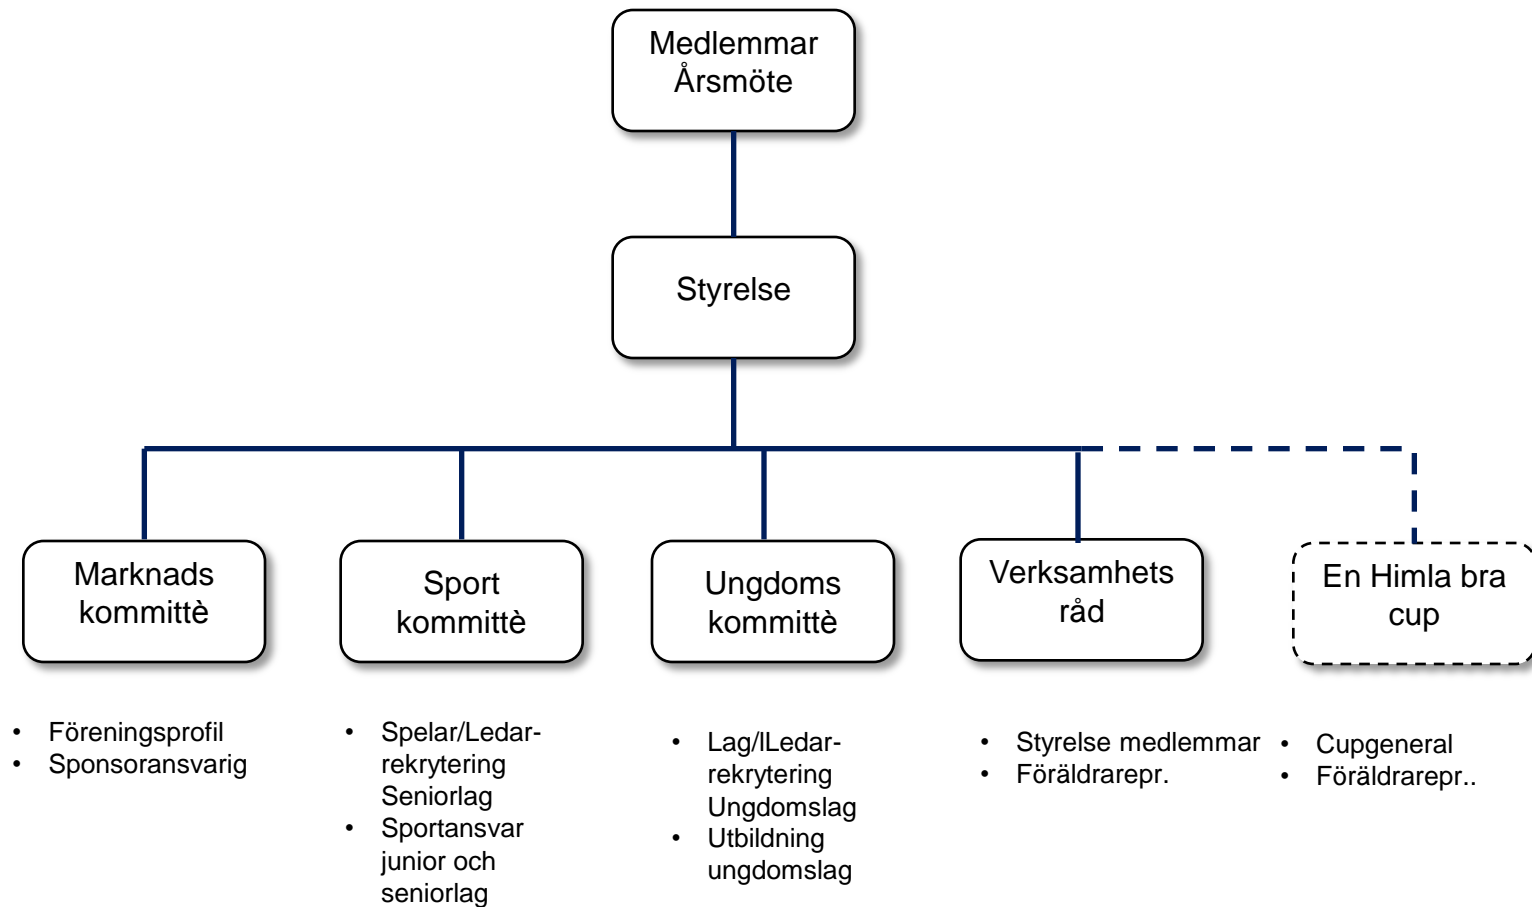 Medlemmar
Årsmöte
Styrelse
Marknads
kommittè
Sport
kommittè
Ungdoms
kommittè
Verksamhets
råd
En Himla bra
cup
• Föreningsprofil
• Sponsoransvarig
• Spelar/Ledar-
rekrytering
Seniorlag
• Sportansvar
junior och
seniorlag
• Lag/lLedar-
rekrytering
Ungdomslag
• Utbildning
ungdomslag
• Styrelse medlemmar
• Föräldrarepr.
• Cupgeneral
• Föräldrarepr..